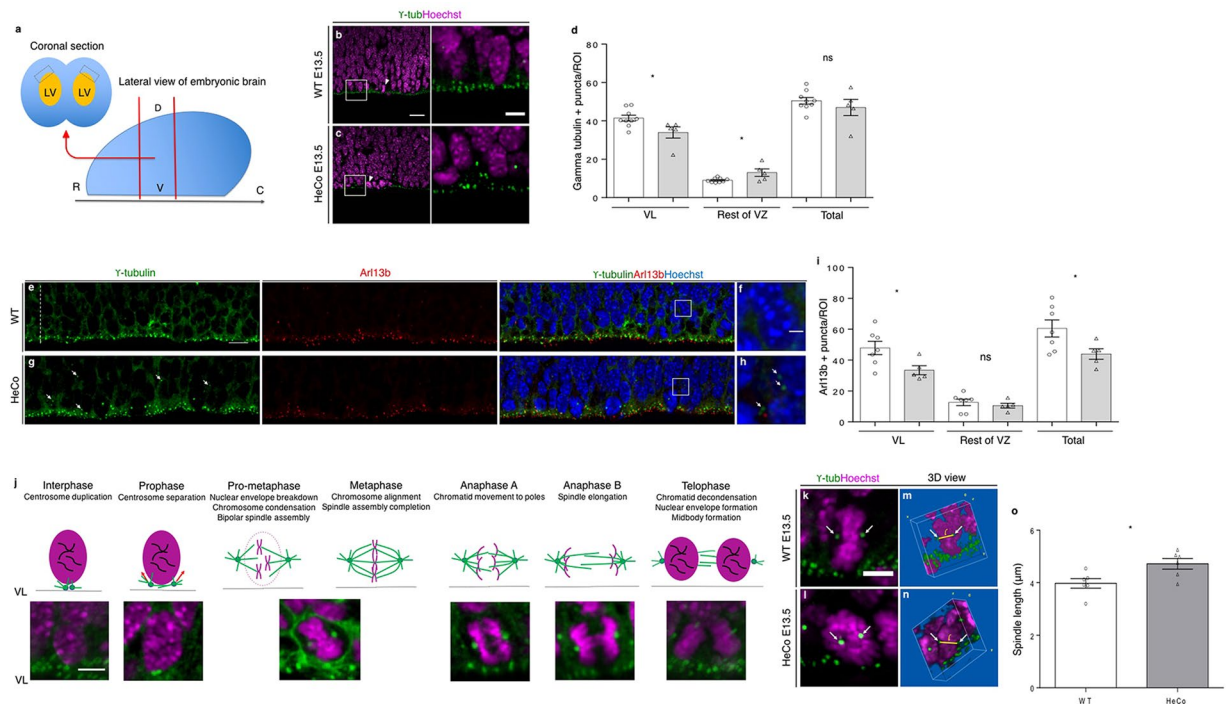 a
Coronal section
LV
LV
Lateral view of embryonic brain
D
R
V
C
ϒ-tubHoechst
b
WT E13.5
c
HeCo E13.5
d
Gamma tubulin + puncta/ROI
80
60
40
20
0
*
*
ns
VL
Rest of VZ
Total
ϒ-tubulin
Arl13b
ϒ-tubulinArl13bHoechst
WT
e
f
HeCo
g
h
i
Arl13b + puncta/ROI
100
80
60
40
20
0
*
ns
*
VL
Rest of VZ
Total
j
Interphase
Centrosome duplication
Prophase
Centrosome separation
Pro-metaphase
Nuclear envelope breakdown
Chromosome condensation
Bipolar spindle assembly
Metaphase
Chromosome alignment
Spindle assembly completion
Anaphase A
Chromatid movement to poles
Anaphase B
Spindle elongation
Telophase
Chromatid decondensation
Nuclear envelope formation
Midbody formation
VL
VL
ϒ-tubHoechst
3D view
WT E13.5
k
m
HeCo E13.5
l
n
o
Spindle length (µm)
6
4
2
0
*
WT
HeCo